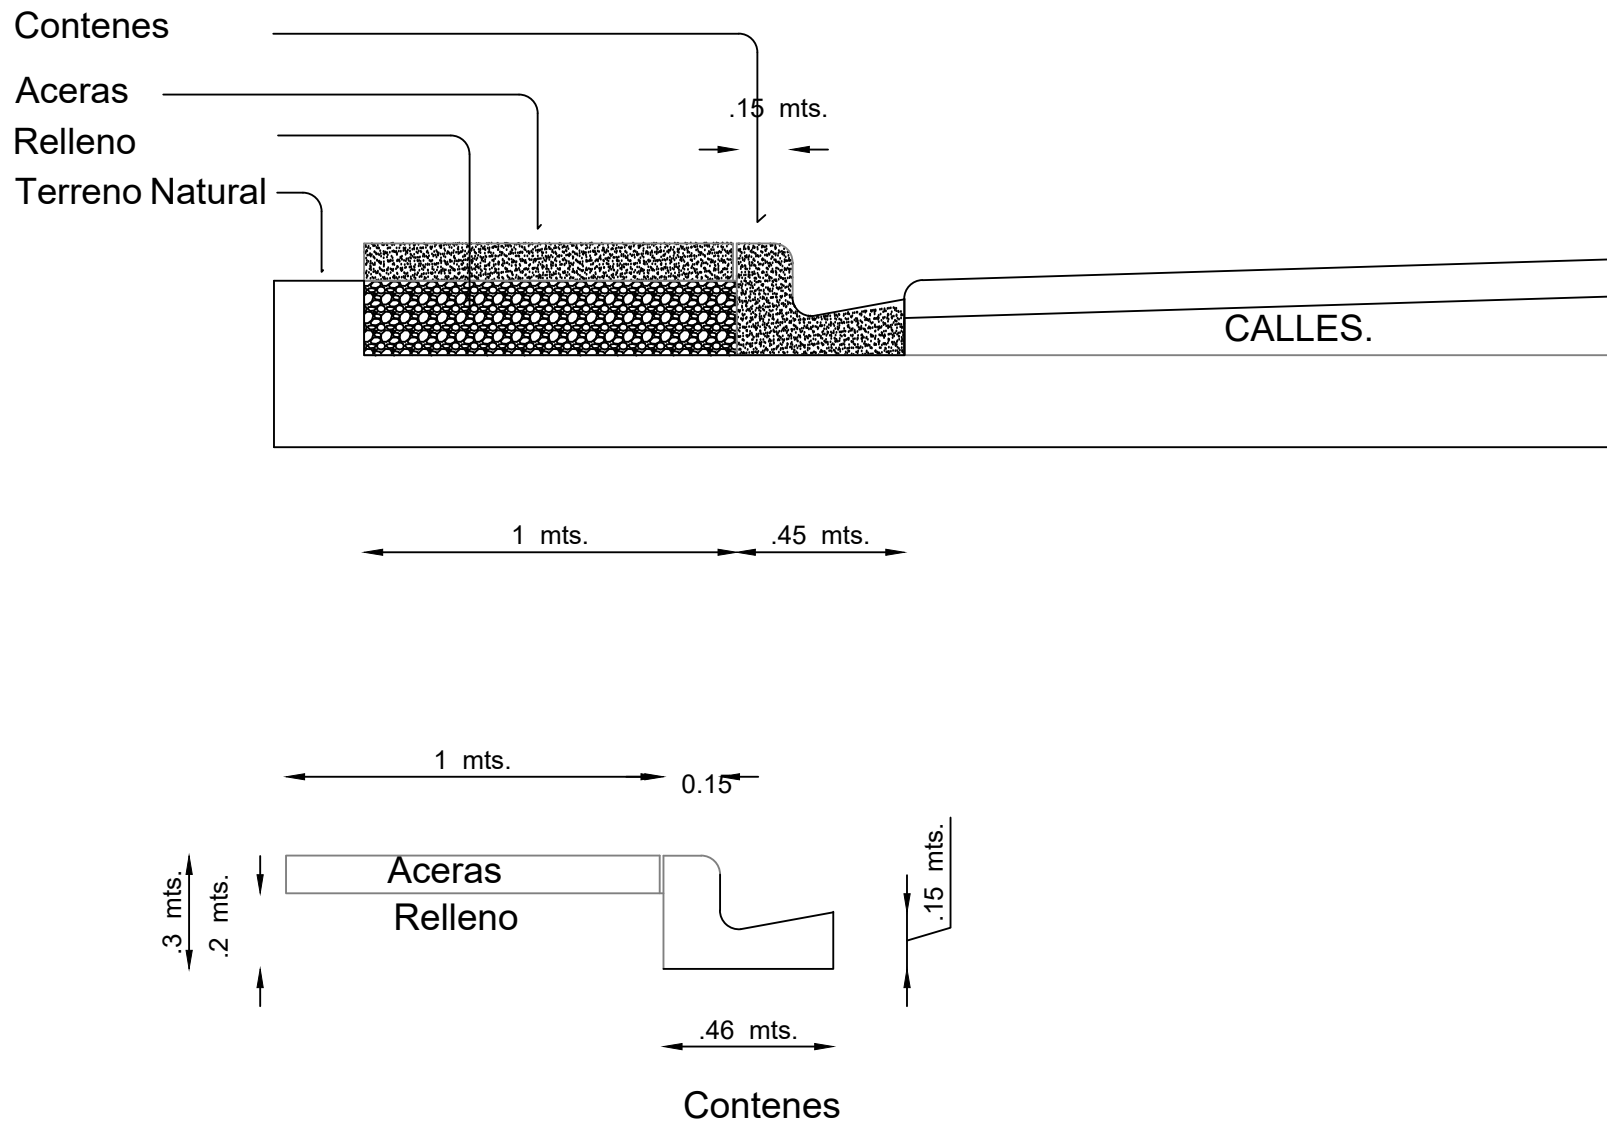 Contenes
Aceras
.15 mts.
Relleno
Terreno Natural
CALLES.
1 mts.
.45 mts.
1 mts.
0.15
Aceras
Relleno
.3 mts.
.2 mts.
.15 mts.
.46 mts.
Contenes